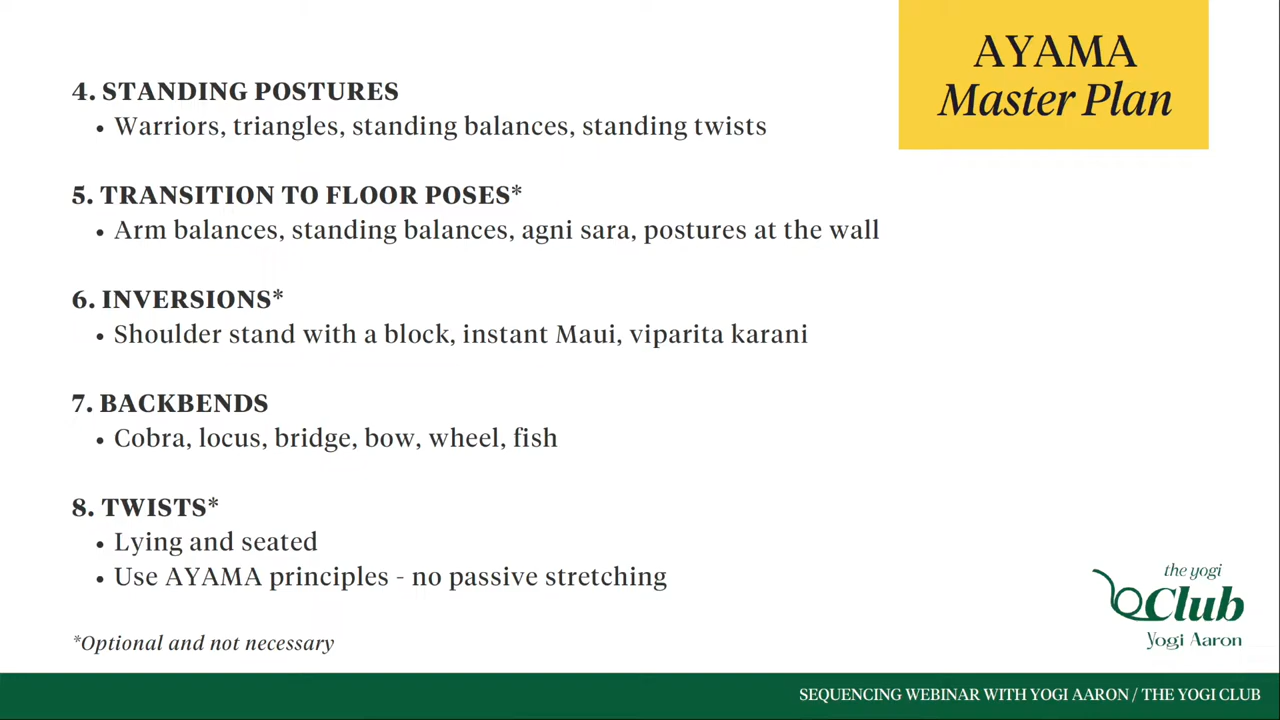 AYAMA
Master Plan
4. STANDING POSTURES
• Warriors, triangles, standing balances, standing twists
5. TRANSITION TO FLOOR POSES*
• Arm balances, standing balances, agni sara, postures at the wall
6. INVERSIONS*
• Shoulder stand with a block, instant Maui, viparita karani
7. BACKBENDS
• Cobra, locus, bridge, bow, wheel, fish
8. TWISTS*
• Lying and seated
• Use AYAMA principles - no passive stretching
*Optional and not necessary
the yogi
Club
Yogi Aaron
SEQUENCING WEBINAR WITH YOGI AARON / THE YOGI CLUB